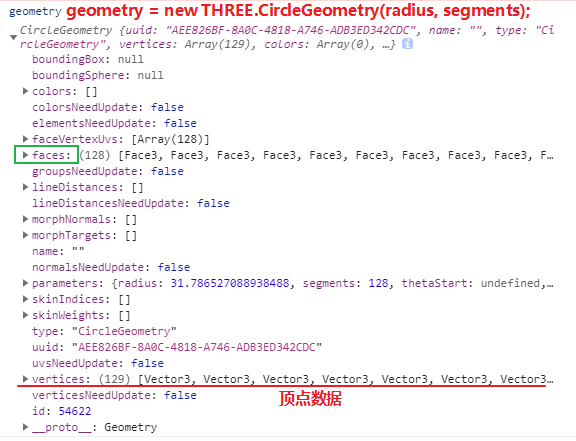 geometry geometry = new THREE.CircleGeometry(radius, segments);
CircleGeometry {uuid: "AEE826BF-8A0C-4818-A746-ADB3ED342CDC", name: "", type: "Ci
rcleGeometry", vertices: Array(129), colors: Array(0), …} i
boundingBox: null
boundingSphere: null
colors: []
colorsNeedUpdate: false
elementsNeedUpdate: false
faceVertexUvs: [Array(128)]
faces: (128) [Face3, Face3, Face3, Face3, Face3, Face3, Face3, Face3, Face3, F…
groupsNeedUpdate: false
lineDistances: []
lineDistancesNeedUpdate: false
morphNormals: []
morphTargets: []
name: ""
normalsNeedUpdate: false
parameters: {radius: 31.786527088938488, segments: 128, thetaStart: undefined,…
skinIndices: []
skinWeights: []
type: "CircleGeometry"
uuid: "AEE826BF-8A0C-4818-A746-ADB3ED342CDC"
uvsNeedUpdate: false
vertices: (129) [Vector3, Vector3, Vector3, Vector3, Vector3, Vector3, Vector3…
verticesNeedUpdate: false 顶点数据
id: 54622
__proto__: Geometry